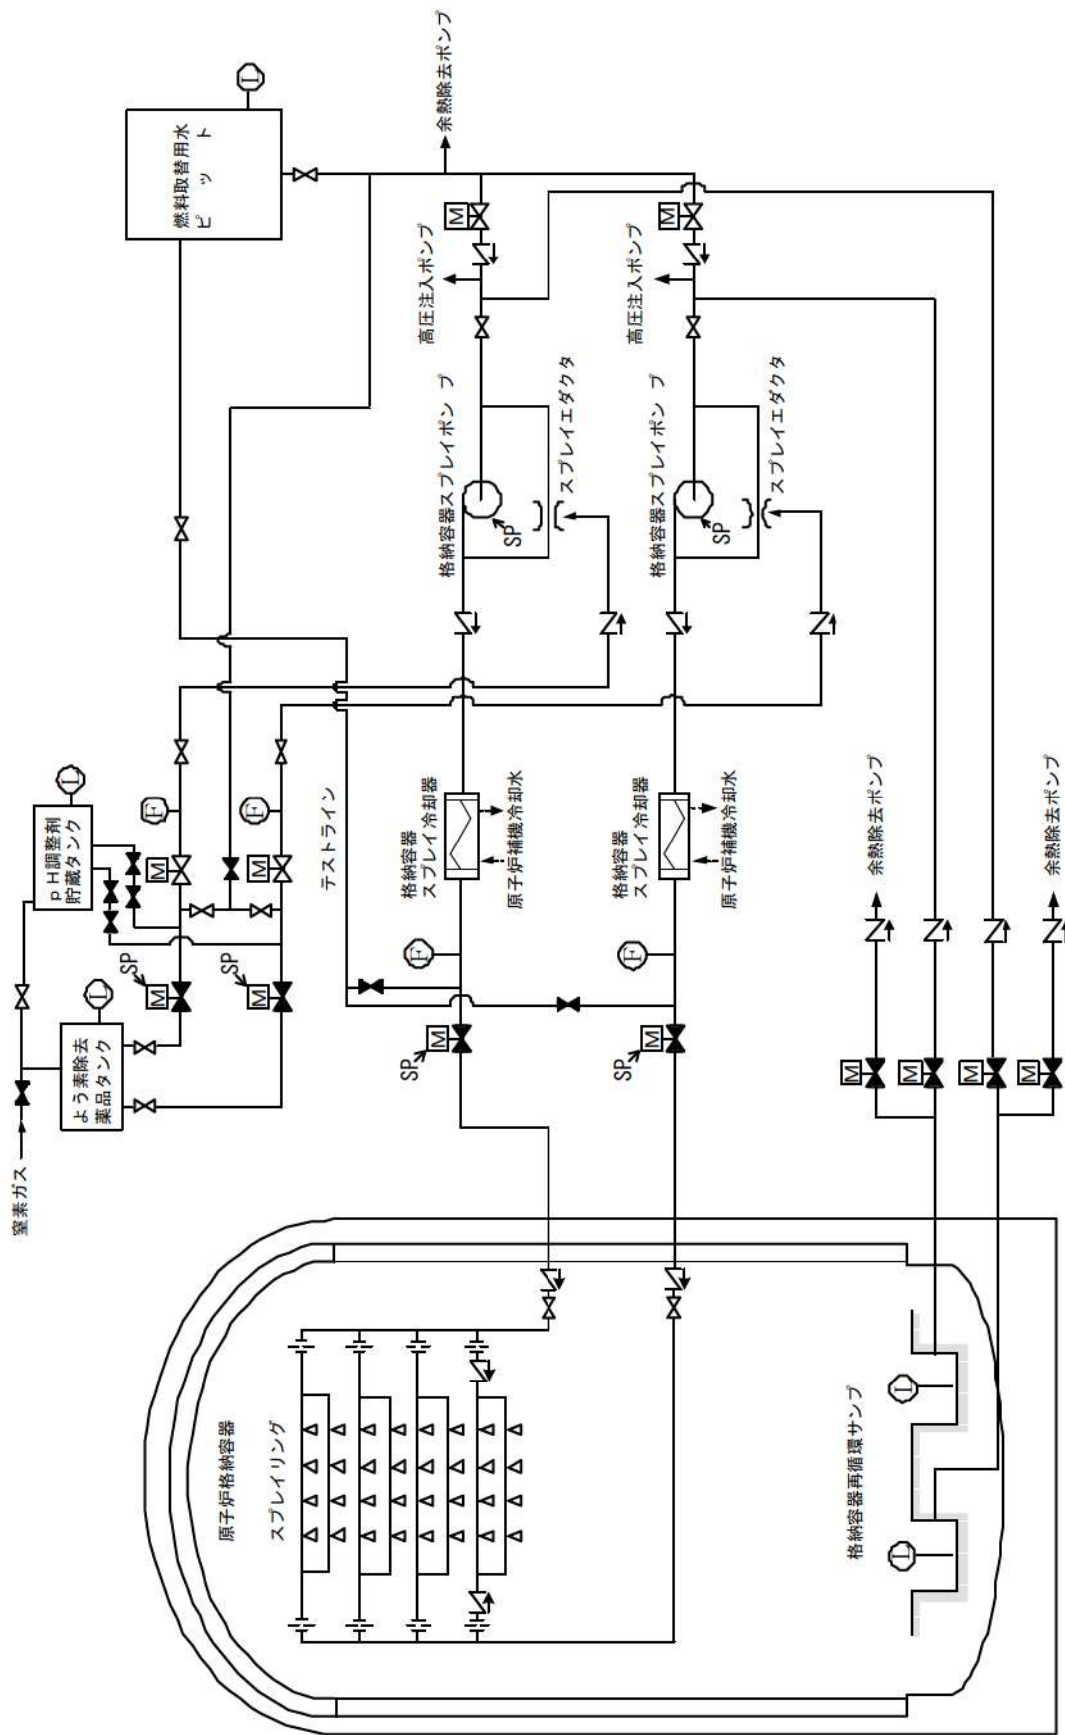 窒素ガス
よう素除去
薬品タンク
L
pH調整剤
貯蔵タンク
L
燃料取替用水
ピット
L
余熱除去ポンプ
SP
M
SP
M
M
F
M
F
テストライン
高圧注入ポンプ
M
格納容器スプレイポンプ
SP
スプレイエダクタ
格納容器
スプレイ冷却器
原子炉補機冷却水
F
SP
M
高圧注入ポンプ
M
格納容器スプレイポンプ
SP
スプレイエダクタ
格納容器
スプレイ冷却器
原子炉補機冷却水
F
SP
M
原子炉格納容器
スプレイリング
格納容器再循環サンプ
L
L
M
余熱除去ポンプ
M
M
M
余熱除去ポンプ